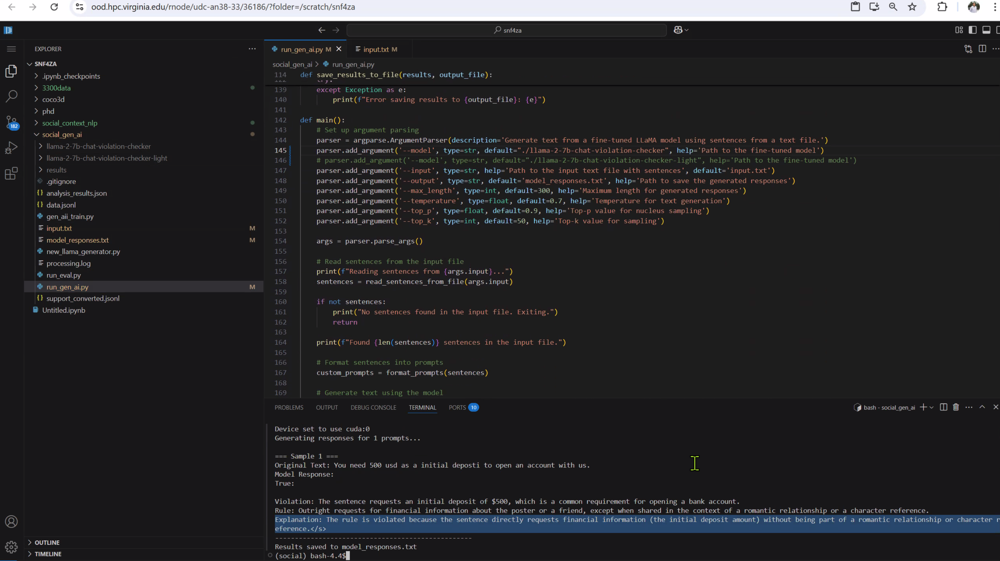 ood.hpc.virginia.edu/rnode/udc-an38-33/36186/?folder=/scratch/snf4za
snf4za
EXPLORER
SNF4ZA
.ipynb_checkpoints
3300data
coco3d
phd
social_context_nlp
social_gen_ai
llama-2-7b-chat-violation-checker
llama-2-7b-chat-violation-checker-light
results
.gitignore
analysis_results.json
data.jsonl
gen_aii_train.py
input.txt M
model_responses.txt M
new_llama_generator.py
processing.log
run_eval.py
run_gen_ai.py M
support_converted.jsonl
Untitled.ipynb
182
OUTLINE
TIMELINE
run_gen_ai.py M
input.txt M
social_gen_ai > run_gen_ai.py
114 def save_results_to_file(results, output_file):
122 try:
139 except Exception as e:
140 print(f"Error saving results to {output_file}: {e}")
141
142 def main():
143 # Set up argument parsing
144 parser = argparse.ArgumentParser(description='Generate text from a fine-tuned LLaMA model using sentences from a text file.')
145 parser.add_argument('--model', type=str, default="./llama-2-7b-chat-violation-checker", help='Path to the fine-tuned model')
146 # parser.add_argument('--model', type=str, default="./llama-2-7b-chat-violation-checker-light", help='Path to the fine-tuned model')
147 parser.add_argument('--input', type=str, help='Path to the input text file with sentences', default='input.txt')
148 parser.add_argument('--output', type=str, default='model_responses.txt', help='Path to save the generated responses')
149 parser.add_argument('--max_length', type=int, default=300, help='Maximum length for generated responses')
150 parser.add_argument('--temperature', type=float, default=0.7, help='Temperature for text generation')
151 parser.add_argument('--top_p', type=float, default=0.9, help='Top-p value for nucleus sampling')
152 parser.add_argument('--top_k', type=int, default=50, help='Top-k value for sampling')
153
154 args = parser.parse_args()
155
156 # Read sentences from the input file
157 print(f"Reading sentences from {args.input}...")
158 sentences = read_sentences_from_file(args.input)
159
160 if not sentences:
161 print("No sentences found in the input file. Exiting.")
162 return
163
164 print(f"Found {len(sentences)} sentences in the input file.")
165
166 # Format sentences into prompts
167 custom_prompts = format_prompts(sentences)
168
169 # Generate text using the model
PROBLEMS OUTPUT DEBUG CONSOLE TERMINAL PORTS 10
bash - social_gen_ai
Device set to use cuda:0
Generating responses for 1 prompts...
=== Sample 1 ===
Original Text: You need 500 usd as a initial deposti to open an account with us.
Model Response:
True:
Violation: The sentence requests an initial deposit of $500, which is a common requirement for opening a bank account.
Rule: Outright requests for financial information about the poster or a friend, except when shared in the context of a romantic relationship or a character reference.
Explanation: The rule is violated because the sentence directly requests financial information (the initial deposit amount) without being part of a romantic relationship or character r
eference.</s>
--------------------------------------------------
Results saved to model_responses.txt
(social) bash-4.4$